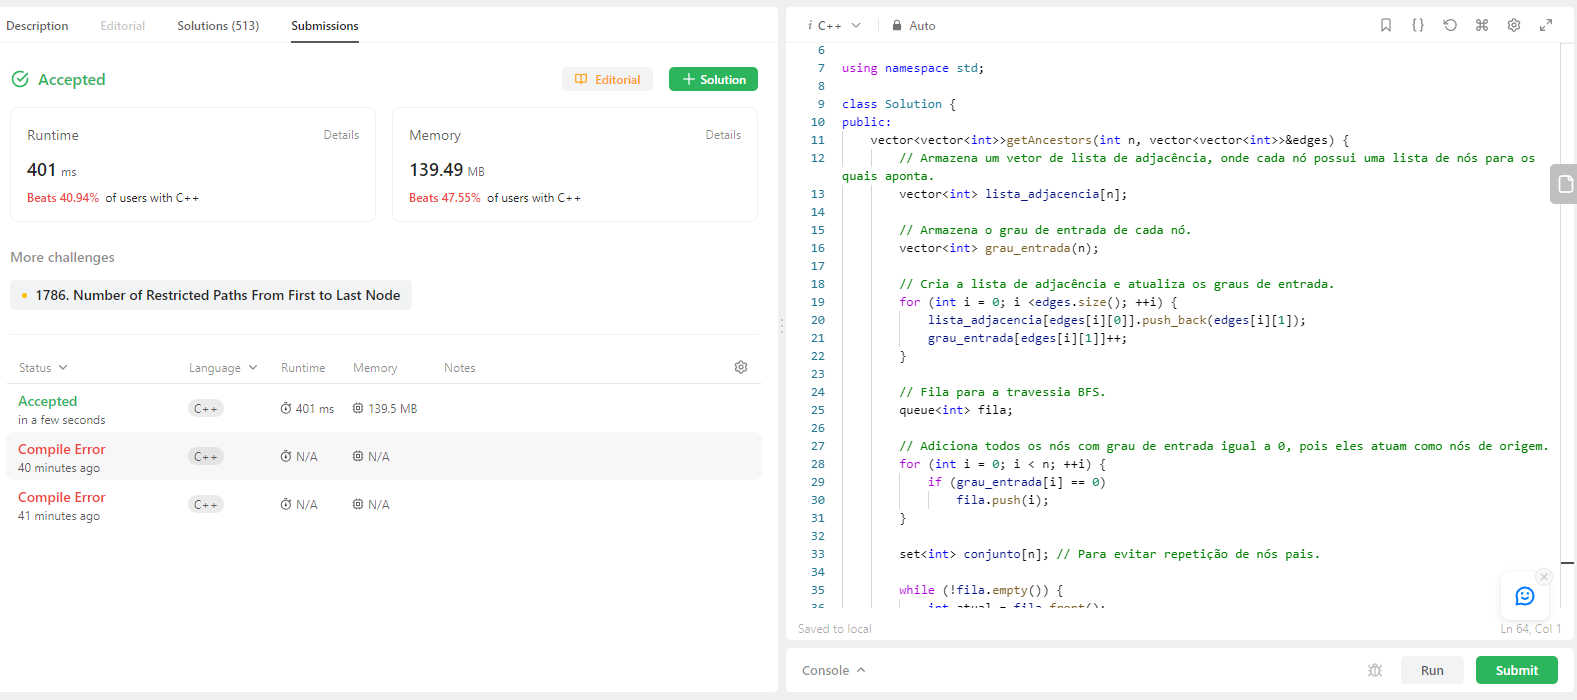 Description Editorial Solutions (513) Submissions
Accepted Editorial + Solution
Runtime Details
401 ms
Beats 40.94% of users with C++
Memory Details
139.49 MB
Beats 47.55% of users with C++
More challenges
1786. Number of Restricted Paths From First to Last Node
Status Language Runtime Memory Notes
Accepted
in a few seconds
C++ 401 ms 139.5 MB
Compile Error
40 minutes ago
C++ N/A N/A
Compile Error
41 minutes ago
C++ N/A N/A
i C++ Auto
6
7 using namespace std;
8
9 class Solution {
10 public:
11 vector<vector<int>>getAncestors(int n, vector<vector<int>>&edges) {
12 // Armazena um vetor de lista de adjacência, onde cada nó possui uma lista de nós para os
quais aponta.
13 vector<int> lista_adjacencia[n];
14
15 // Armazena o grau de entrada de cada nó.
16 vector<int> grau_entrada(n);
17
18 // Cria a lista de adjacência e atualiza os graus de entrada.
19 for (int i = 0; i <edges.size(); ++i) {
20 lista_adjacencia[edges[i][0]].push_back(edges[i][1]);
21 grau_entrada[edges[i][1]]++;
22 }
23
24 // Fila para a travessia BFS.
25 queue<int> fila;
26
27 // Adiciona todos os nós com grau de entrada igual a 0, pois eles atuam como nós de origem.
28 for (int i = 0; i < n; ++i) {
29 if (grau_entrada[i] == 0)
30 fila.push(i);
31 }
32
33 set<int> conjunto[n]; // Para evitar repetição de nós pais.
34
35 while (!fila.empty()) {
36 int atual = fila.front();
Saved to local Ln 64, Col 1
Console Run Submit